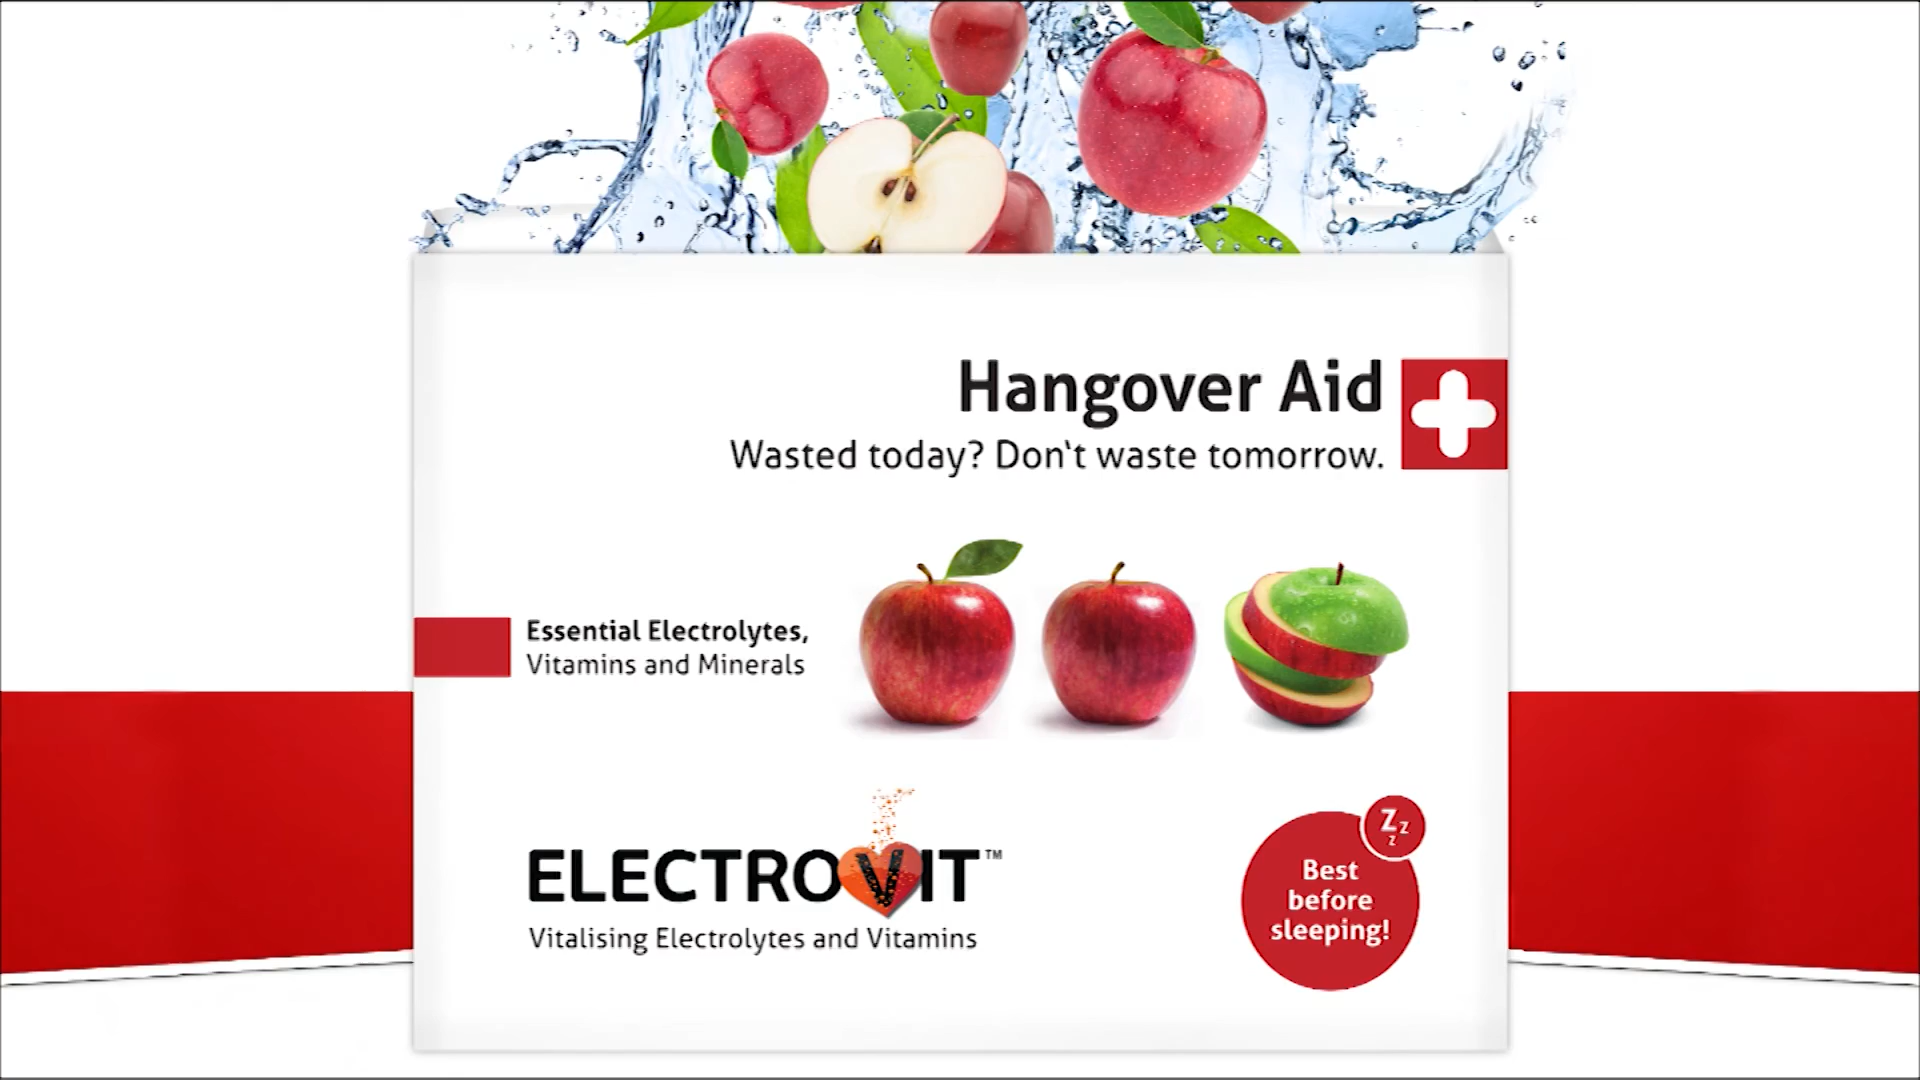 Hangover Aid
Wasted today? Don't waste tomorrow.
Essential Electrolytes,
Vitamins and Minerals
ELECTROVIT™
Vitalising Electrolytes and Vitamins
Z z z
Best
before
sleeping!